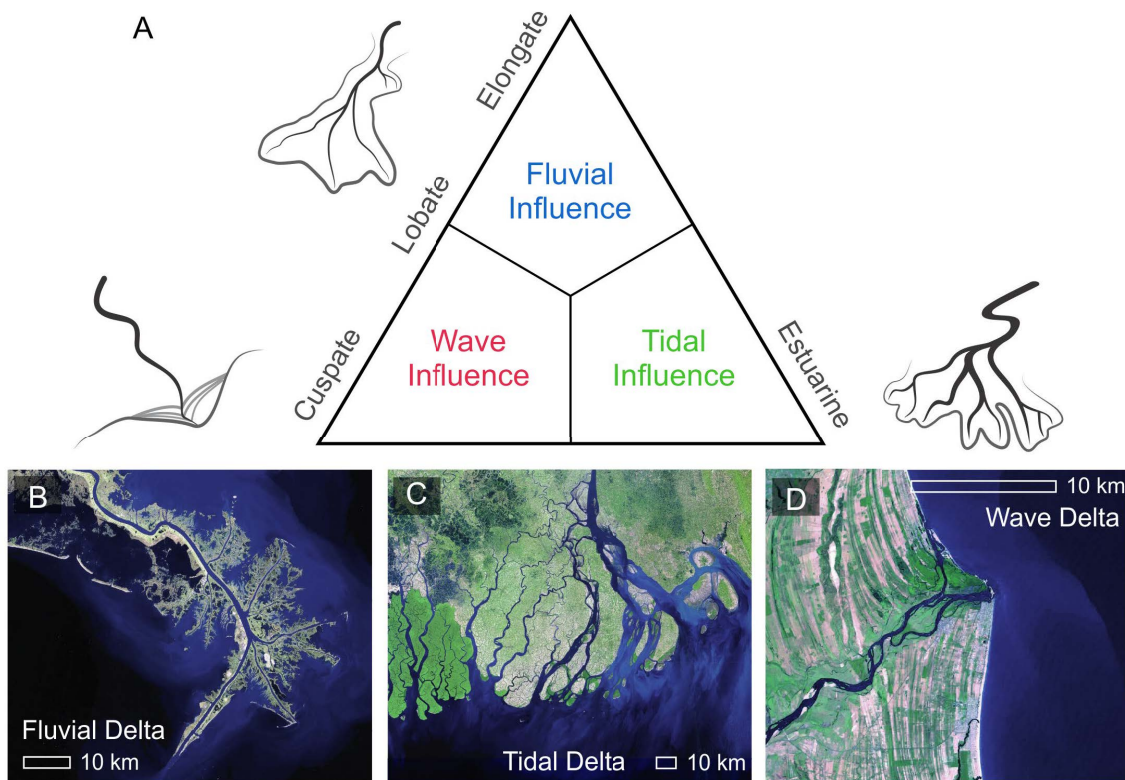 A
Elongate
Lobate
Cuspate
Fluvial
Influence
Wave
Influence
Tidal
Influence
Estuarine
B
Fluvial Delta
10 km
C
Tidal Delta
10 km
D
10 km
Wave Delta